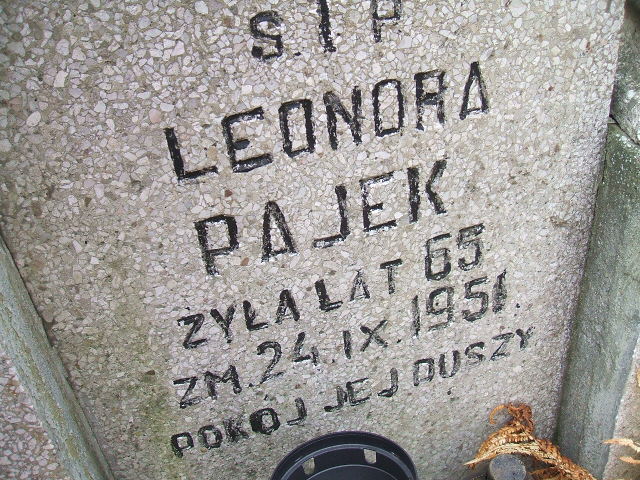 S. I P
LEONORA
PAJEK
ŻYŁA LAT 65
ZM. 24. IX. 1951.
POKÓJ JEJ DUSZY